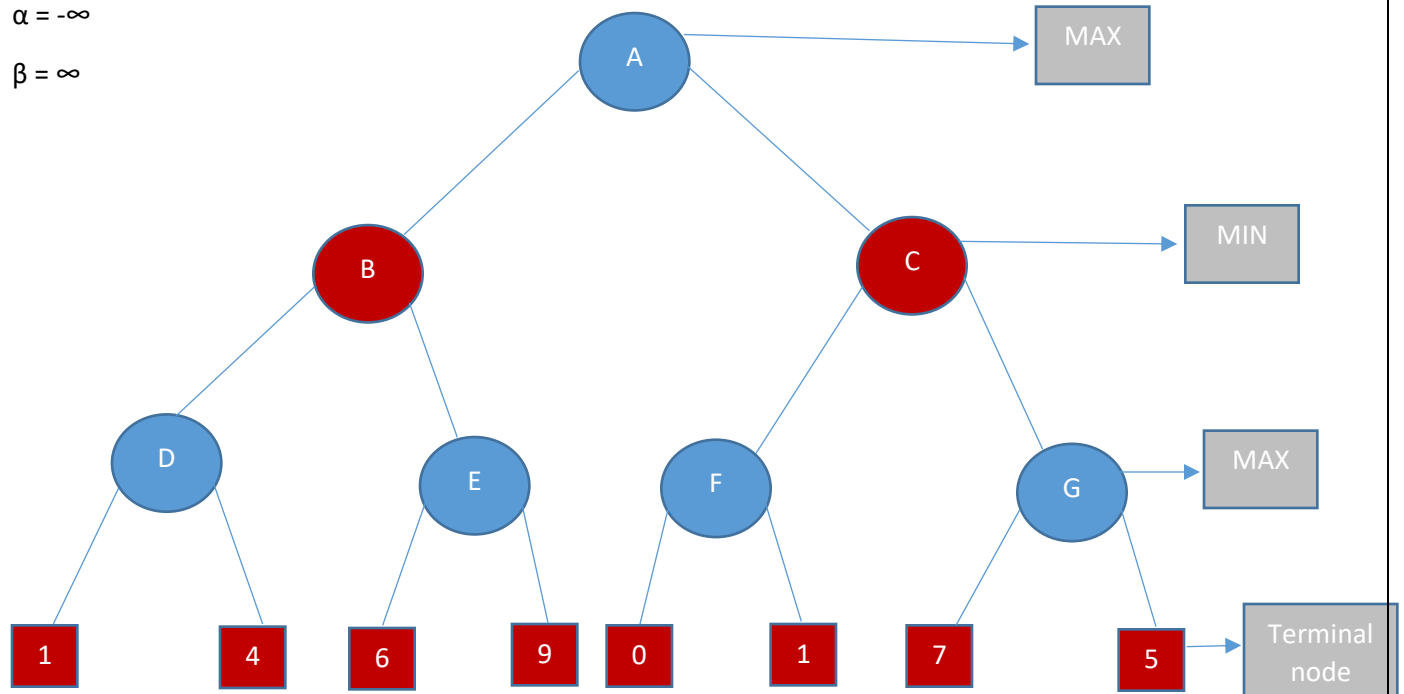 α = -∞
MAX
A
β = ∞
MIN
B
C
MAX
D
E
F
G
1
4
6
9
0
1
7
5
Terminal
node